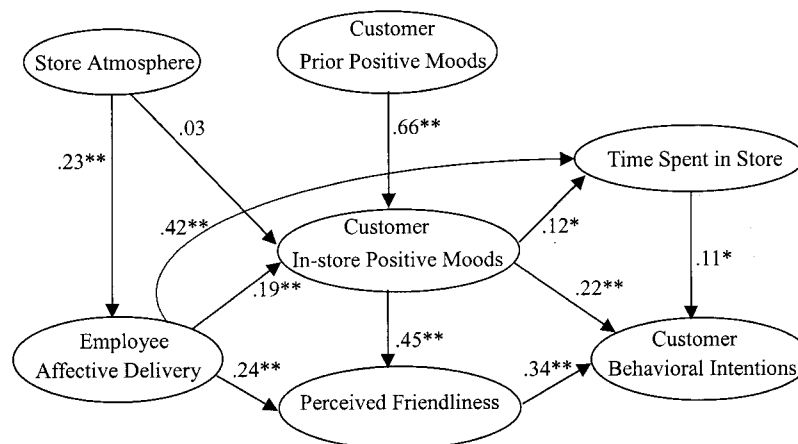 Customer
Prior Positive Moods
Store Atmosphere
.03
.66**
.23**
Time Spent in Store
.42**
Customer
In-store Positive Moods
.12*
.11*
.19**
.22**
Employee
Affective Delivery
.45**
Customer
Behavioral Intentions
.24**
.34**
Perceived Friendliness